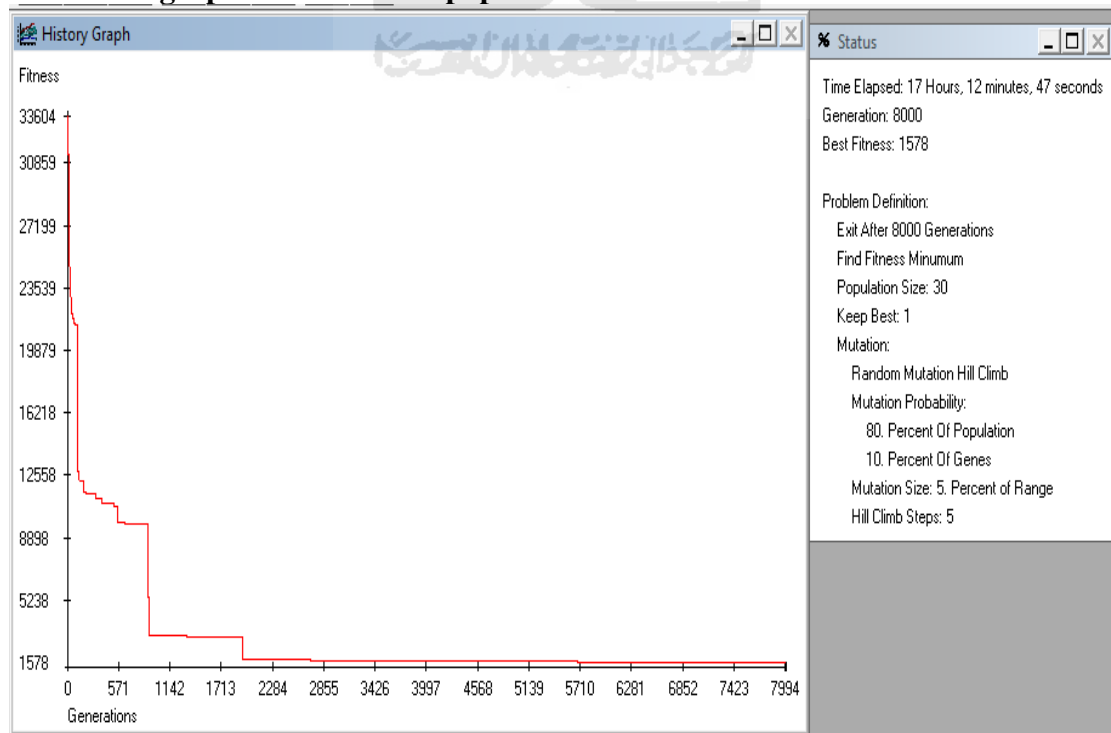 History Graph
Fitness
33604
30859
27199
23539
19879
16218
12558
8898
5238
1578
0 571 1142 1713 2284 2855 3426 3997 4568 5139 5710 6281 6852 7423 7994
Generations
% Status
Time Elapsed: 17 Hours, 12 minutes, 47 seconds
Generation: 8000
Best Fitness: 1578
Problem Definition:
Exit After 8000 Generations
Find Fitness Minumum
Population Size: 30
Keep Best: 1
Mutation:
Random Mutation Hill Climb
Mutation Probability:
80. Percent Of Population
10. Percent Of Genes
Mutation Size: 5. Percent of Range
Hill Climb Steps: 5